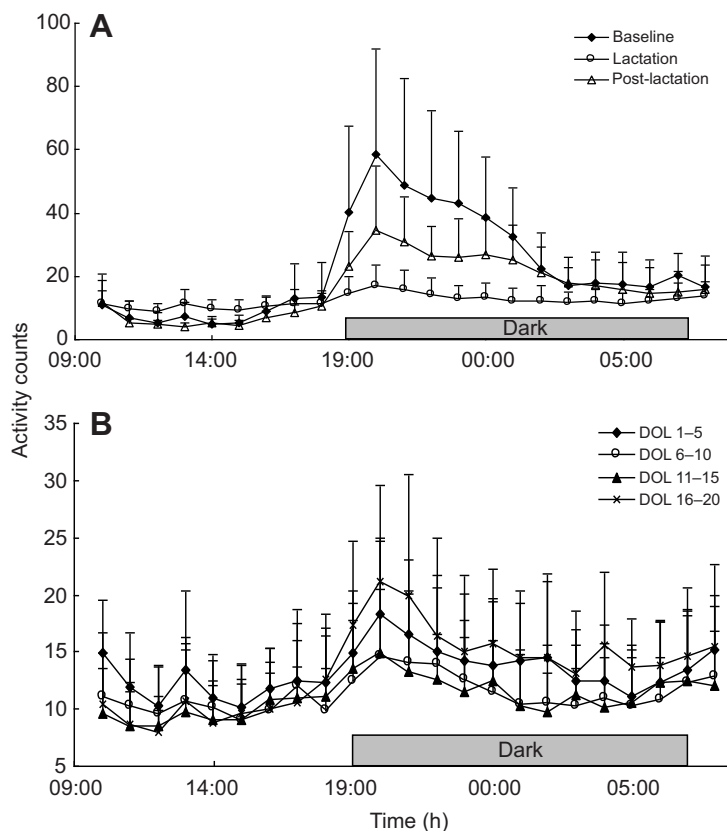 A
100
80
60
40
20
0
Baseline
Lactation
Post-lactation
Dark
09:00 14:00 19:00 00:00 05:00
Activity counts
B
35
30
25
20
15
10
5
DOL 1–5
DOL 6–10
DOL 11–15
DOL 16–20
Dark
09:00 14:00 19:00 00:00 05:00
Time (h)